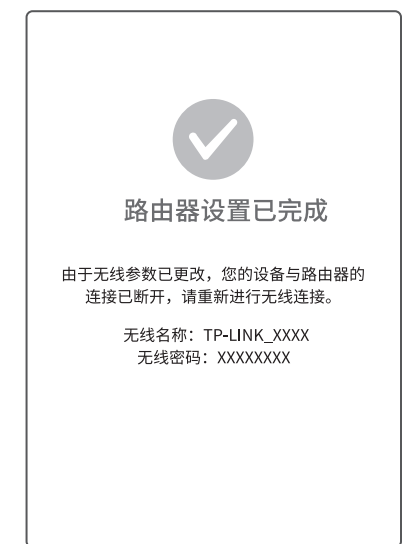 路由器设置已完成
由于无线参数已更改，您的设备与路由器的
连接已断开，请重新进行无线连接。
无线名称：TP-LINK_XXXX
无线密码：XXXXXXXX